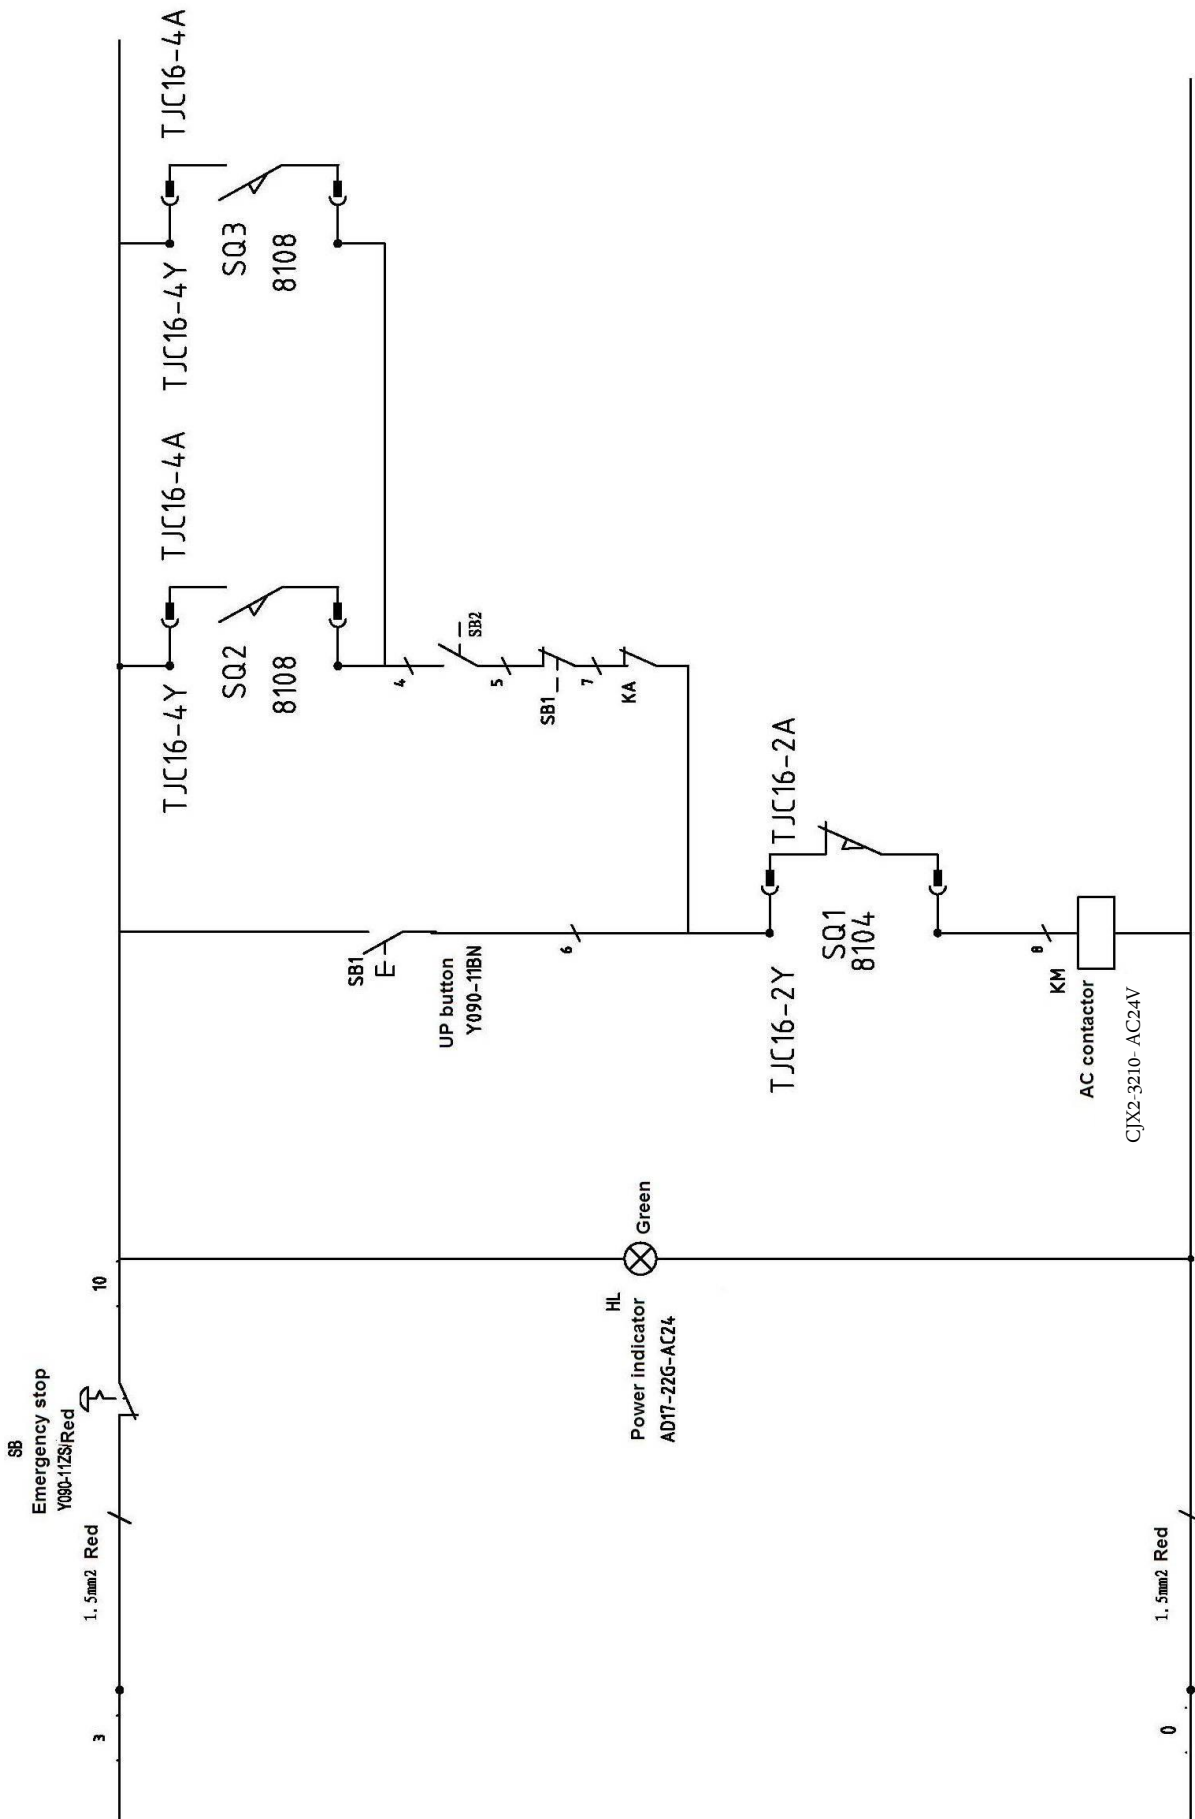 3
1.5mm2 Red
SB
Emergency stop
Y090-11ZS/Red
10
HL
Power indicator
AD17-22G-AC24
Green
SB1
UP button
Y090-11BN
6
TJC16-4Y
TJC16-4A
SQ2
8108
TJC16-4Y
TJC16-4A
SQ3
8108
4
SB2
5
SB1
7
KA
TJC16-2Y
TJC16-2A
SQ1
8104
8
KM
AC contactor
CJX2-3210- AC24V
0
1.5mm2 Red